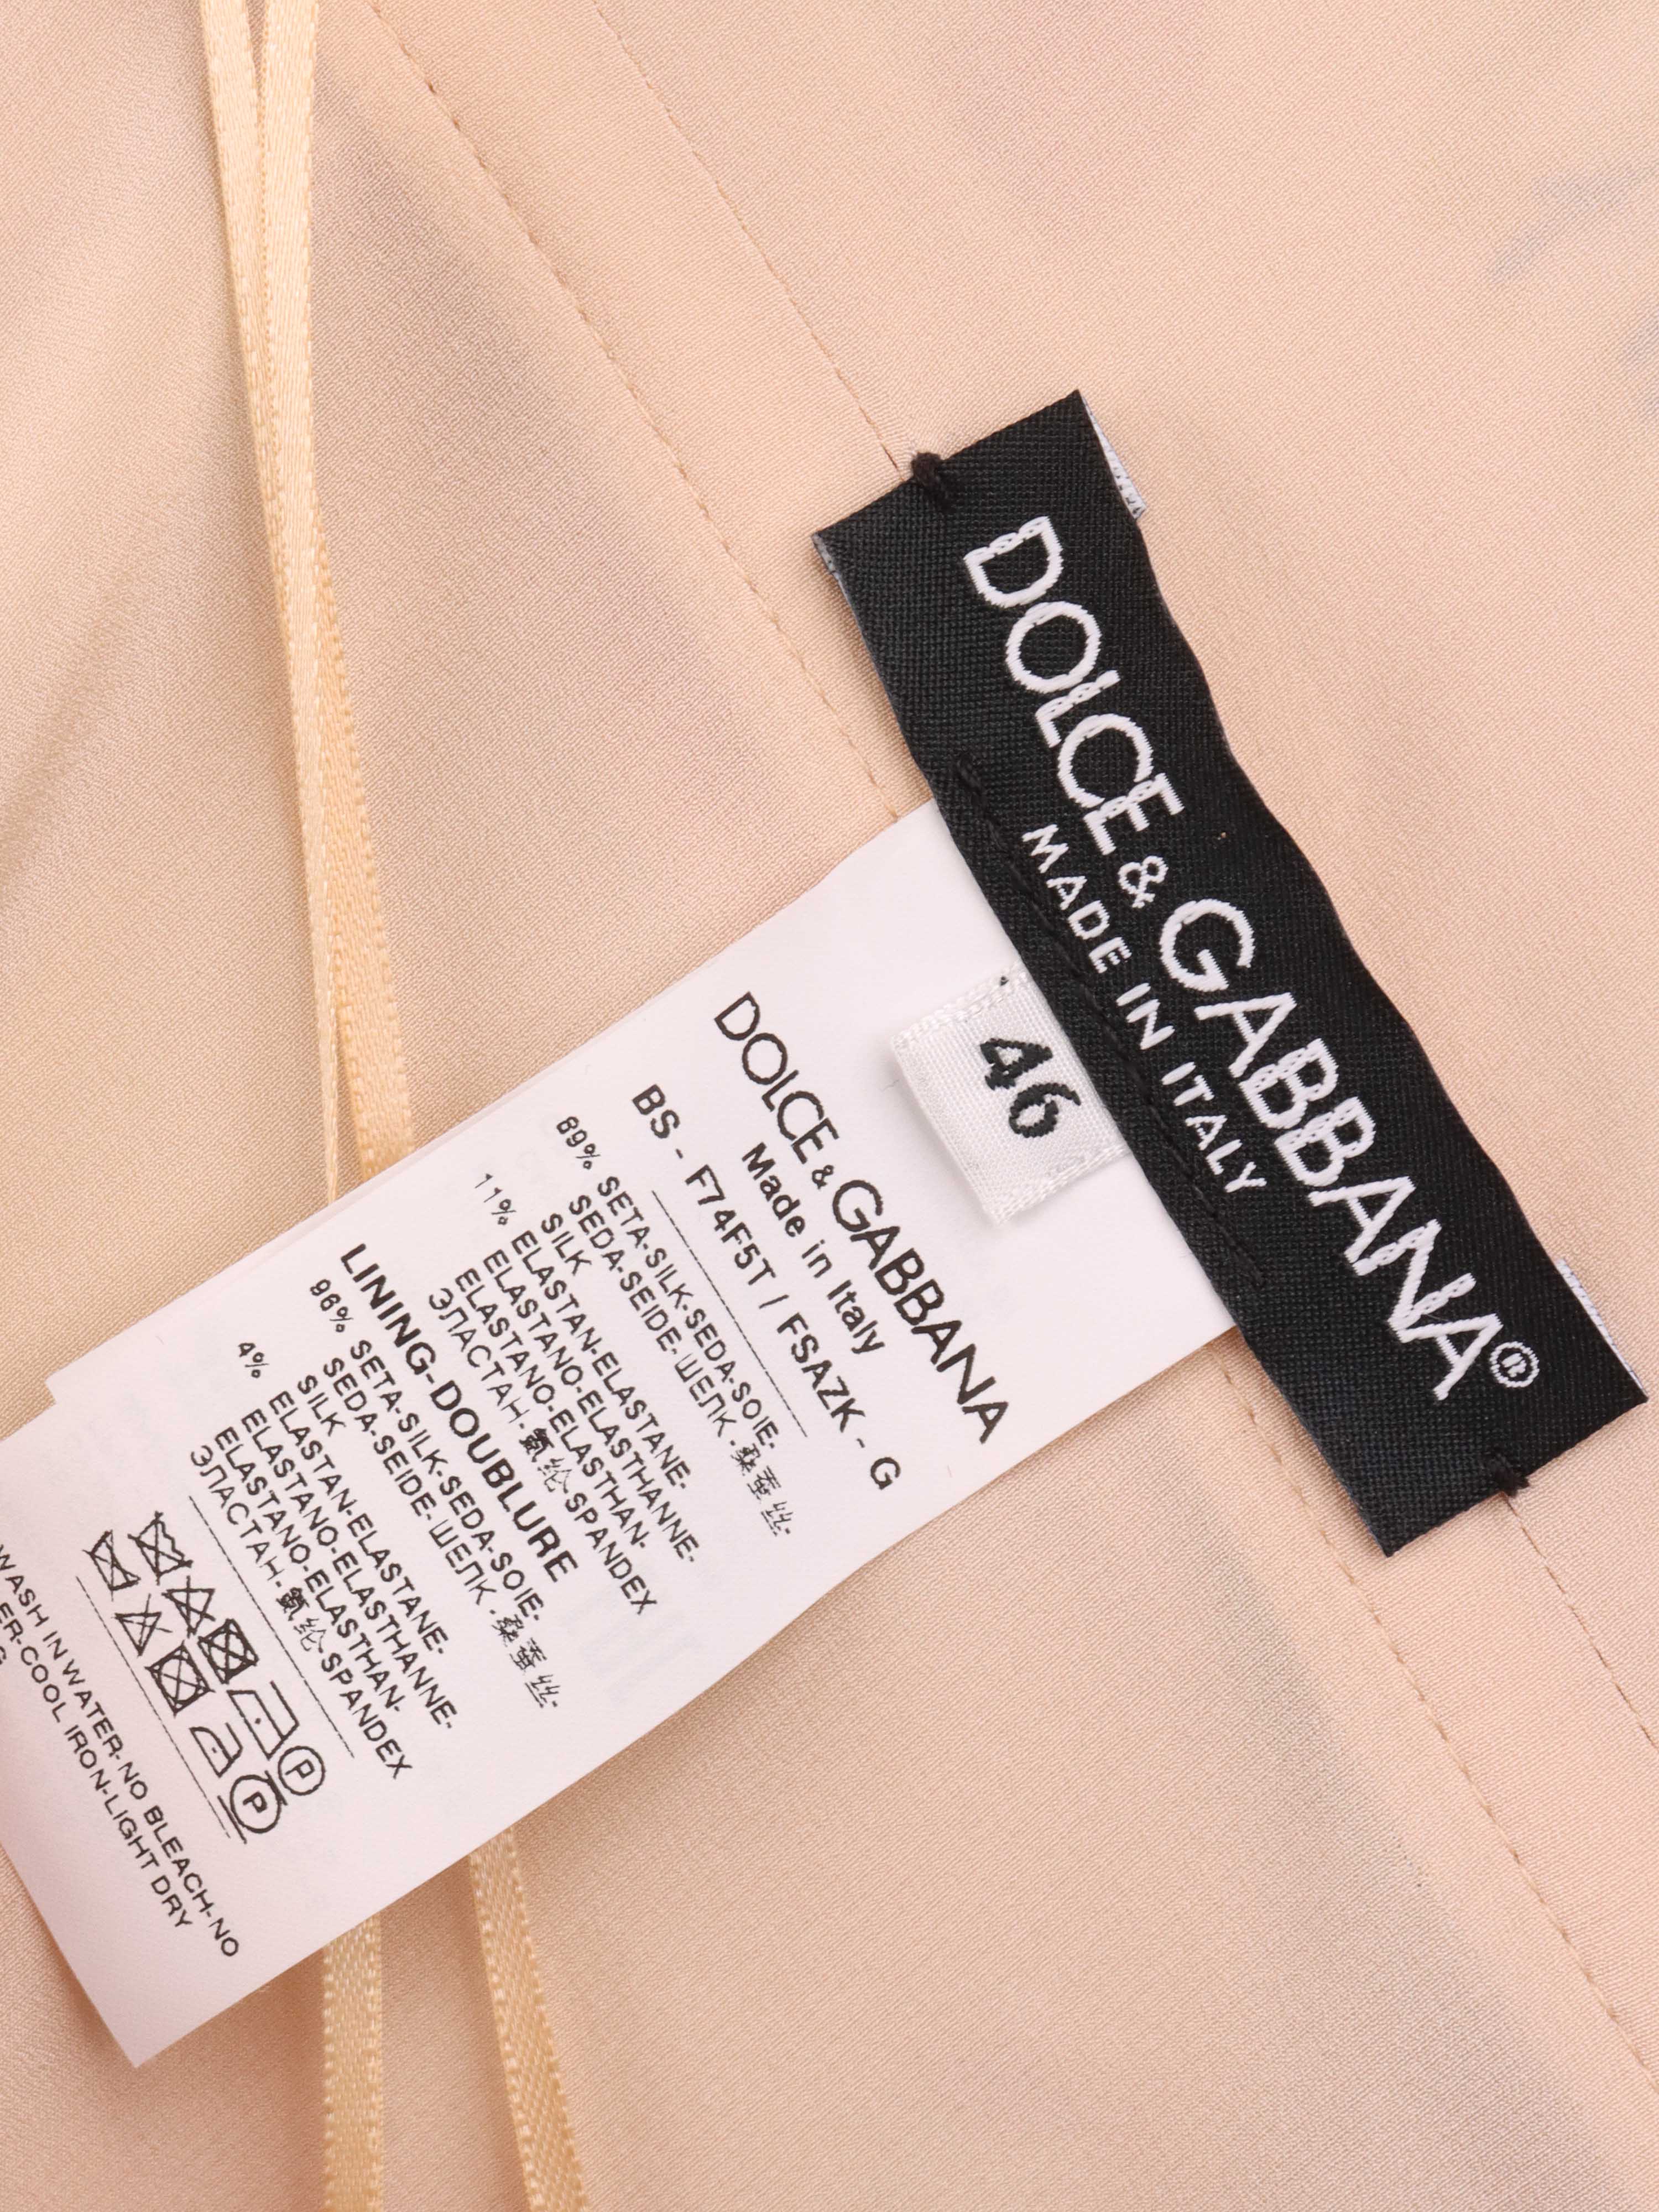 DOLCE & GABBANA®
MADE IN ITALY
46
DOLCE & GABBANA
Made in Italy
BS - F74F5T / FSAZK - G
89% SETA-SILK-SEDA-SOIE-
SEDA-SEIDE-ШЕЛК-桑蚕丝-
SILK
11% ELASTAN-ELASTANE-
ELASTANO-ELASTHANNE-
ELASTANO-ELASTHAN-
ЭЛАСТАН-氨纶-SPANDEX
LINING-DOUBLURE
96% SETA-SILK-SEDA-SOIE-
SEDA-SEIDE-ШЕЛК-桑蚕丝-
SILK
4% ELASTAN-ELASTANE-
ELASTANO-ELASTHANNE-
ELASTANO-ELASTHAN-
ЭЛАСТАН-氨纶-SPANDEX
P
P
WASH IN WATER-NO BLEACH-NO
COOL IRON-LIGHT DRY